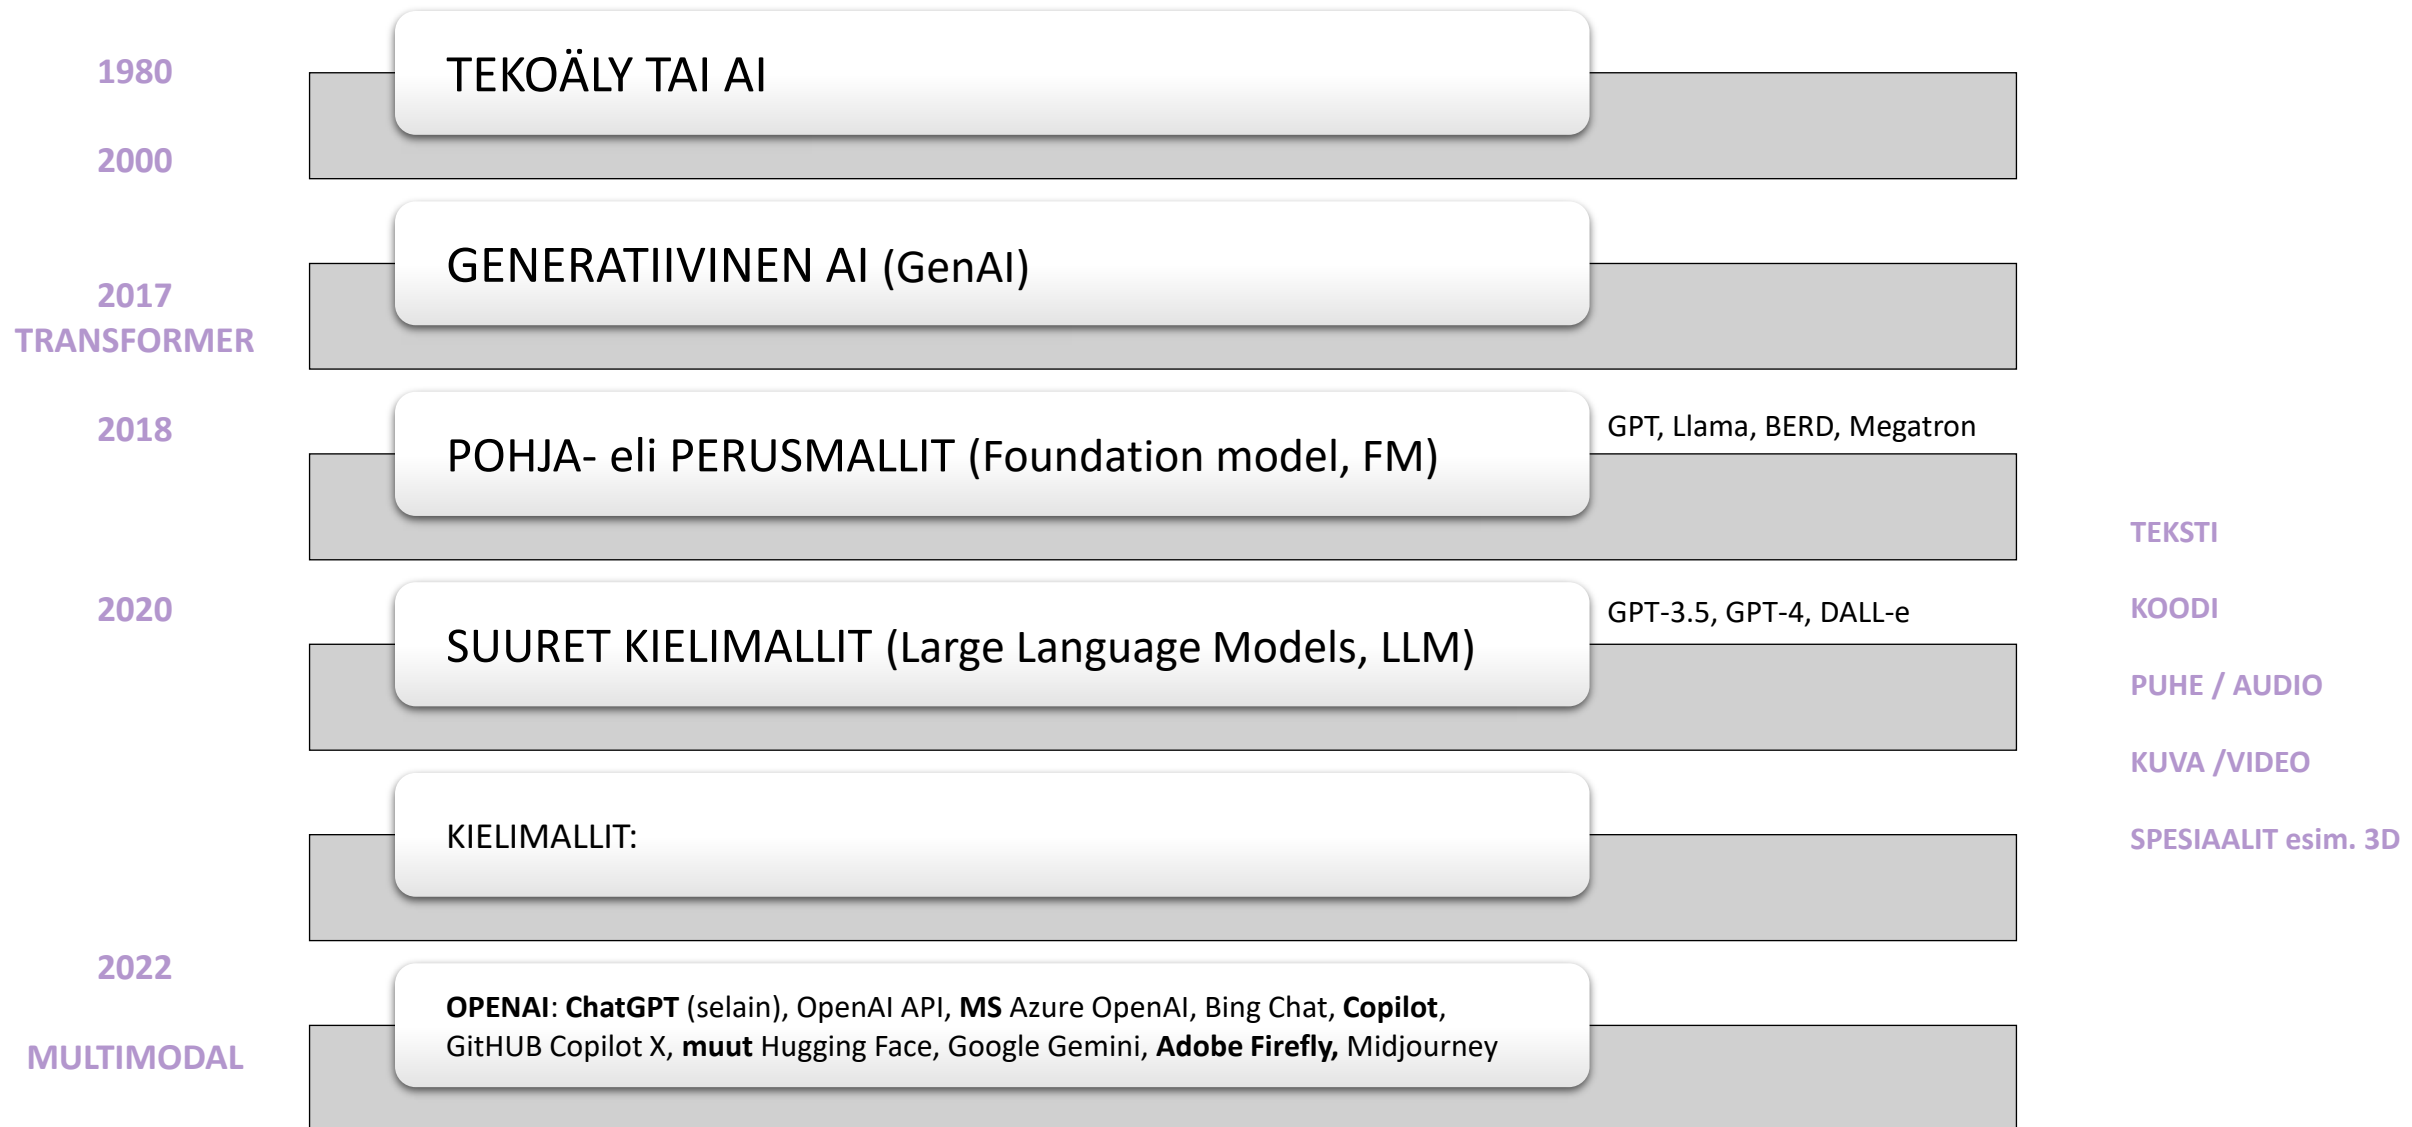 1980
TEKOÄLY TAI AI
2000
GENERATIIVINEN AI (GenAI)
2017
TRANSFORMER
2018
GPT, Llama, BERD, Megatron
POHJA- eli PERUSMALLIT (Foundation model, FM)
TEKSTI
2020
GPT-3.5, GPT-4, DALL-e
KOODI
SUURET KIELIMALLIT (Large Language Models, LLM)
PUHE / AUDIO
KUVA /VIDEO
KIELIMALLIT:
SPESIAALIT esim. 3D
2022
OPENAI: ChatGPT (selain), OpenAI API, MS Azure OpenAI, Bing Chat, Copilot,
GitHUB Copilot X, muut Hugging Face, Google Gemini, Adobe Firefly, Midjourney
MULTIMODAL